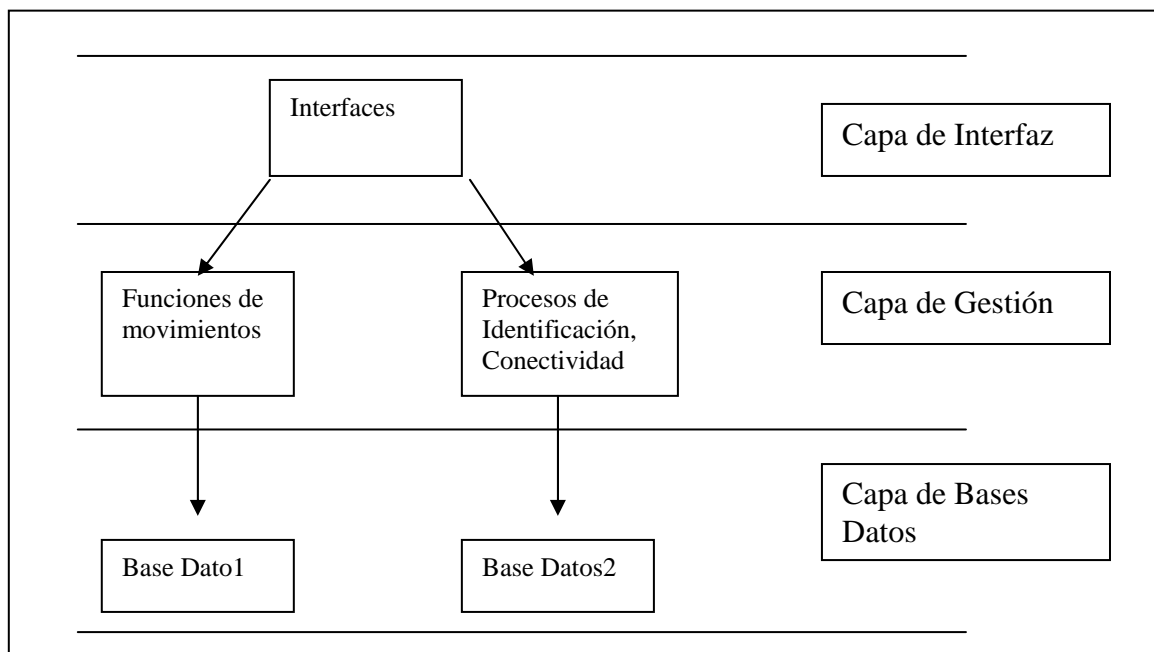 Interfaces
Capa de Interfaz
Funciones de
movimientos
Procesos de
Identificación,
Conectividad
Capa de Gestión
Base Dato1
Base Datos2
Capa de Bases
Datos